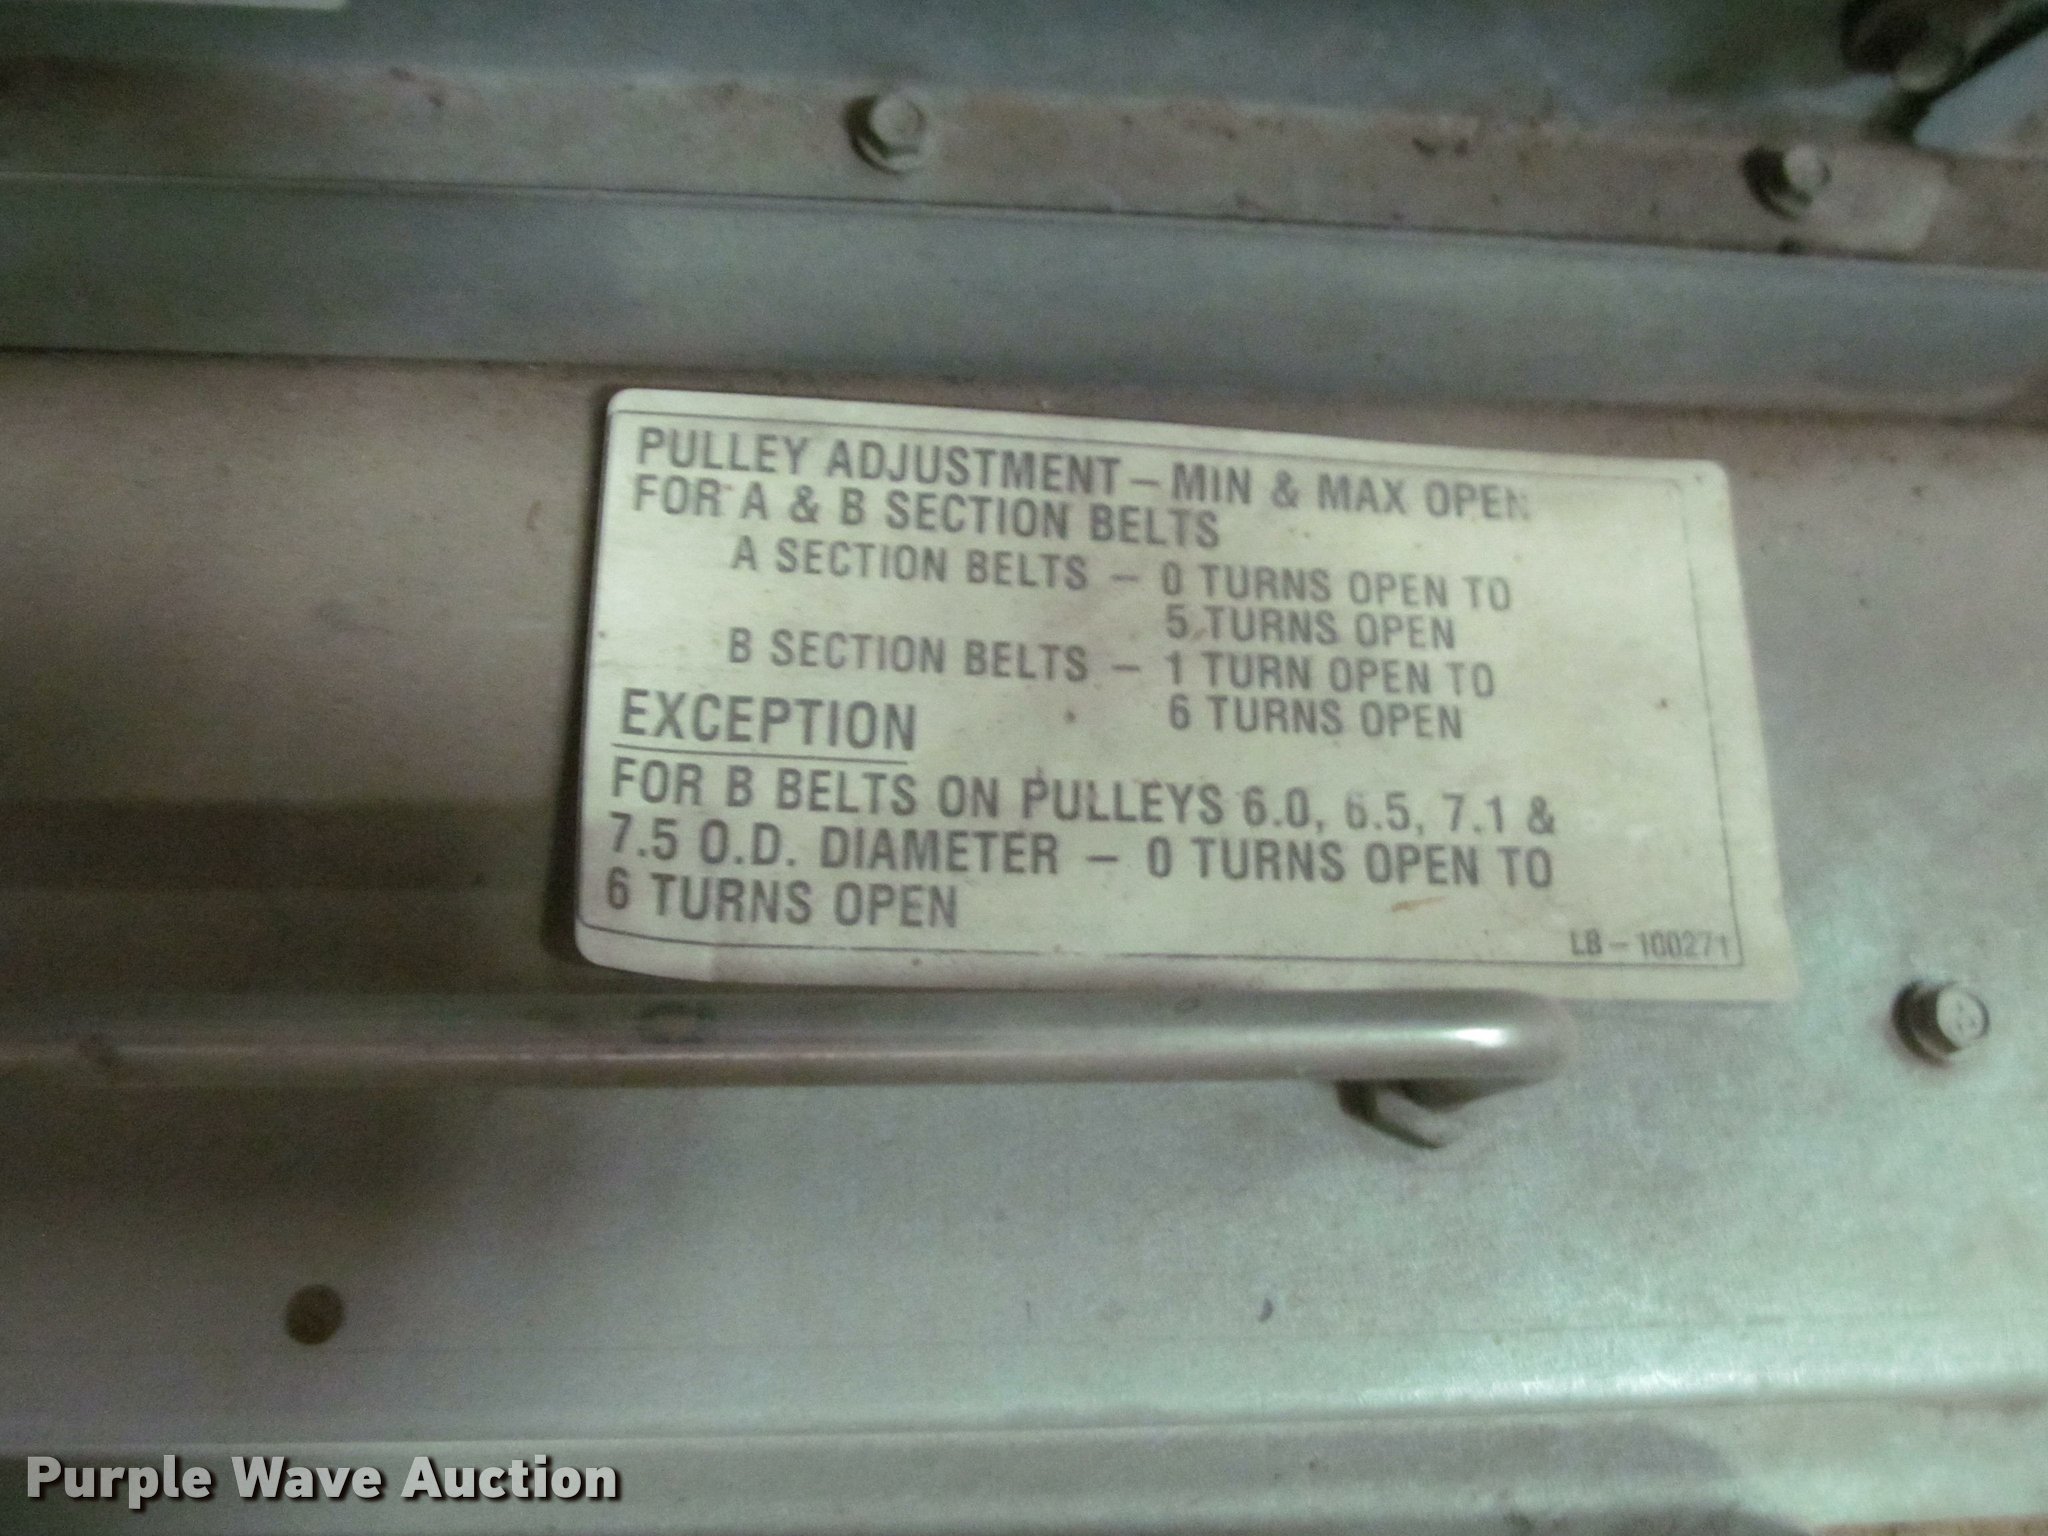 PULLEY ADJUSTMENT – MIN & MAX OPEN
FOR A & B SECTION BELTS
A SECTION BELTS – 0 TURNS OPEN TO
5 TURNS OPEN
B SECTION BELTS – 1 TURN OPEN TO
6 TURNS OPEN
EXCEPTION
FOR B BELTS ON PULLEYS 6.0, 6.5, 7.1 &
7.5 O.D. DIAMETER – 0 TURNS OPEN TO
6 TURNS OPEN
LB – 100271
Purple Wave Auction